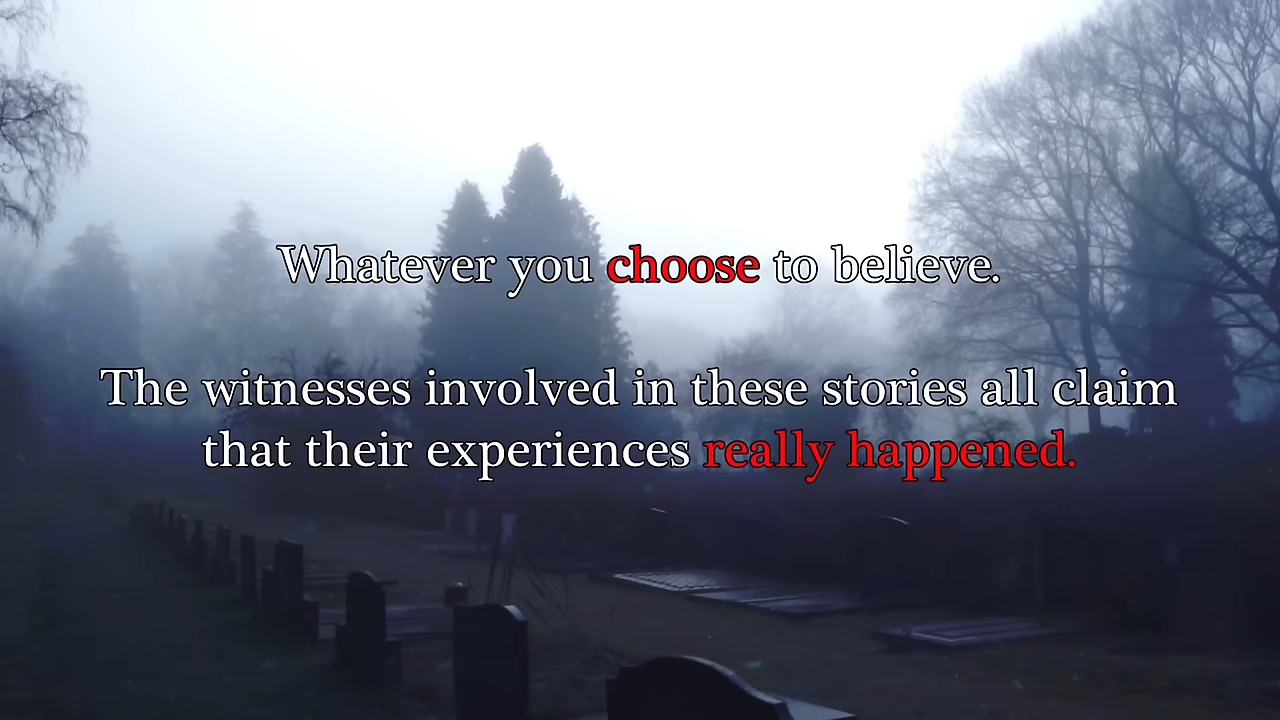 Whatever you choose to believe.
The witnesses involved in these stories all claim
that their experiences really happened.